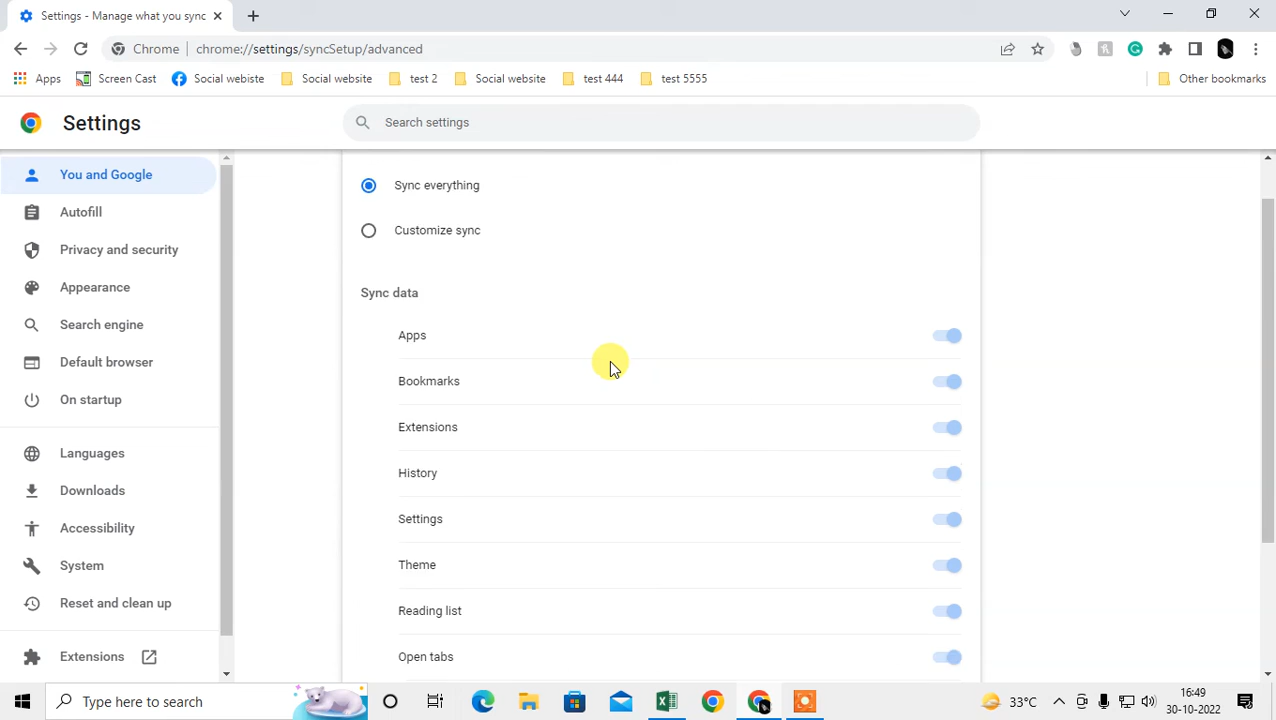 Settings - Manage what you sync
Chrome chrome://settings/syncSetup/advanced
Apps Screen Cast Social webiste Social website test 2 Social website test 444 test 5555 Other bookmarks
Settings Search settings
You and Google
Autofill
Privacy and security
Appearance
Search engine
Default browser
On startup
Languages
Downloads
Accessibility
System
Reset and clean up
Extensions
Sync everything
Customize sync
Sync data
Apps
Bookmarks
Extensions
History
Settings
Theme
Reading list
Open tabs
Type here to search 33°C 16:49
30-10-2022